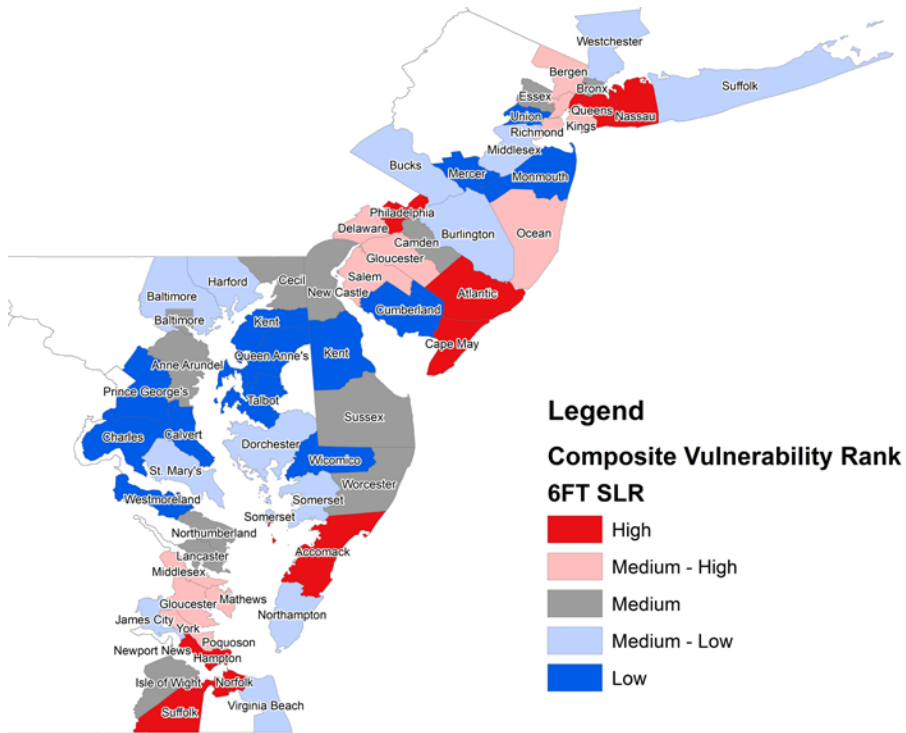 Westchester
Bergen
Suffolk
Essex
Bronx
Union
Queens
Nassau
Richmond
Kings
Middlesex
Bucks
Mercer
Monmouth
Philadelphia
Delaware
Burlington
Ocean
Camden
Gloucester
Salem
Cecil
Harford
New Castle
Baltimore
Atlantic
Cumberland
Baltimore
Kent
Cape May
Queen Anne's
Kent
Anne Arundel
Prince George's
Talbot
Sussex
Charles
Calvert
Dorchester
Wicomico
St. Mary's
Worcester
Westmoreland
Somerset
Somerset
Northumberland
Accomack
Lancaster
Middlesex
Mathews
Gloucester
Northampton
James City
York
Poquoson
Newport News
Hampton
Isle of Wight
Norfolk
Suffolk
Virginia Beach
Legend
Composite Vulnerability Rank
6FT SLR
High
Medium - High
Medium
Medium - Low
Low